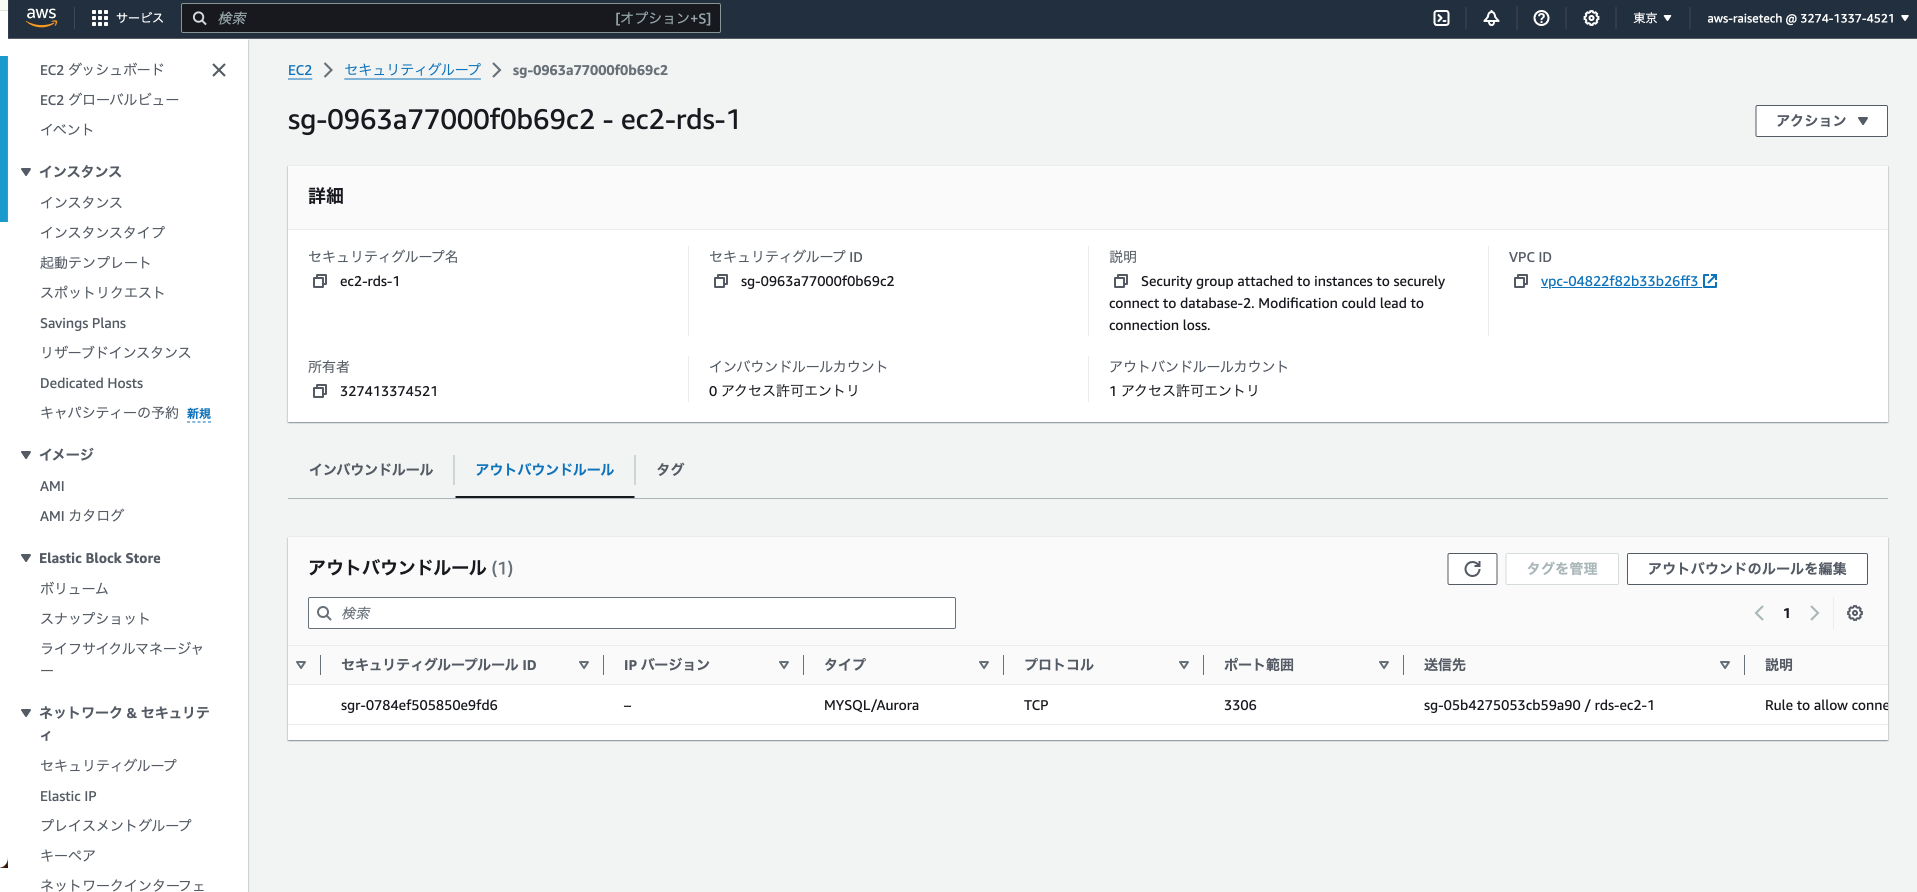 aws
サービス
検索
[オプション+S]
東京 ▼
aws-raisetech @ 3274-1337-4521 ▼
EC2 ダッシュボード
EC2 グローバルビュー
イベント
▼ インスタンス
インスタンス
インスタンスタイプ
起動テンプレート
スポットリクエスト
Savings Plans
リザーブドインスタンス
Dedicated Hosts
キャパシティーの予約 新規
▼ イメージ
AMI
AMI カタログ
▼ Elastic Block Store
ボリューム
スナップショット
ライフサイクルマネージャ
ー
▼ ネットワーク & セキュリテ
ィ
セキュリティグループ
Elastic IP
プレイスメントグループ
キーペア
ネットワークインターフェ
EC2 > セキュリティグループ > sg-0963a77000f0b69c2
sg-0963a77000f0b69c2 - ec2-rds-1
アクション ▼
詳細
セキュリティグループ名
ec2-rds-1
セキュリティグループ ID
sg-0963a77000f0b69c2
説明
Security group attached to instances to securely
connect to database-2. Modification could lead to
connection loss.
VPC ID
vpc-04822f82b33b26ff3
所有者
327413374521
インバウンドルールカウント
0 アクセス許可エントリ
アウトバンドルールカウント
1 アクセス許可エントリ
インバウンドルール
アウトバウンドルール
タグ
アウトバウンドルール (1)
タグを管理
アウトバウンドのルールを編集
検索
1
セキュリティグループルール ID
IP バージョン
タイプ
プロトコル
ポート範囲
送信先
説明
sgr-0784ef505850e9fd6
–
MYSQL/Aurora
TCP
3306
sg-05b4275053cb59a90 / rds-ec2-1
Rule to allow conne